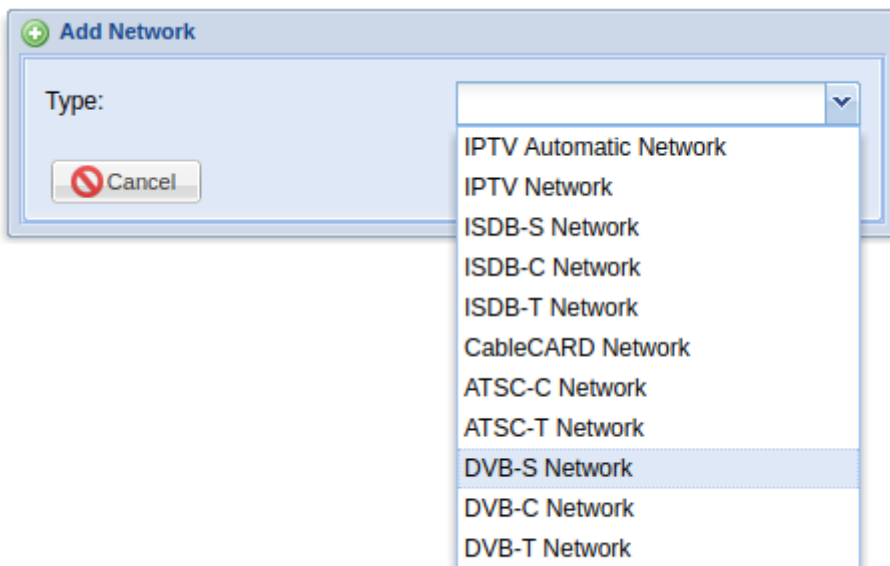 Add Network
Type:
IPTV Automatic Network
IPTV Network
Cancel
ISDB-S Network
ISDB-C Network
ISDB-T Network
CableCARD Network
ATSC-C Network
ATSC-T Network
DVB-S Network
DVB-C Network
DVB-T Network